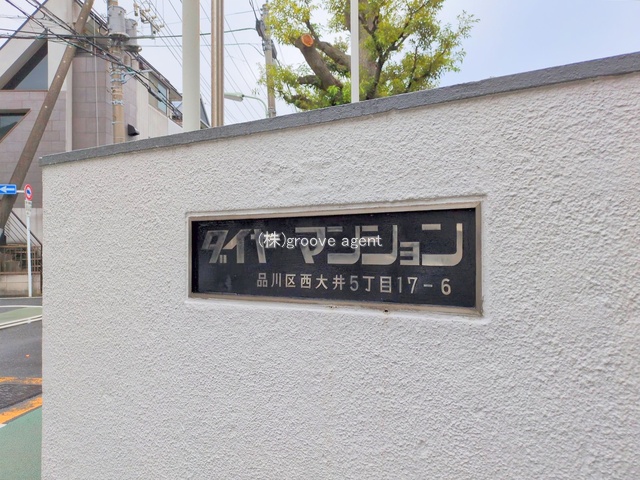 ダイヤマンション
(株)groove agent
品川区西大井5丁目17-6